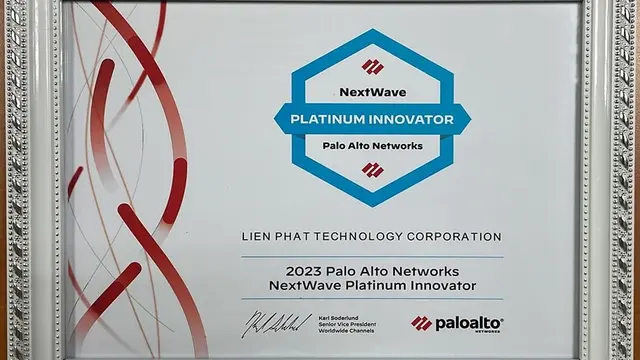 NextWave
PLATINUM INNOVATOR
Palo Alto Networks
LIEN PHAT TECHNOLOGY CORPORATION
2023 Palo Alto Networks
NextWave Platinum Innovator
Karl Soderlund
Senior Vice President
Worldwide Channels
paloalto®
NETWORKS